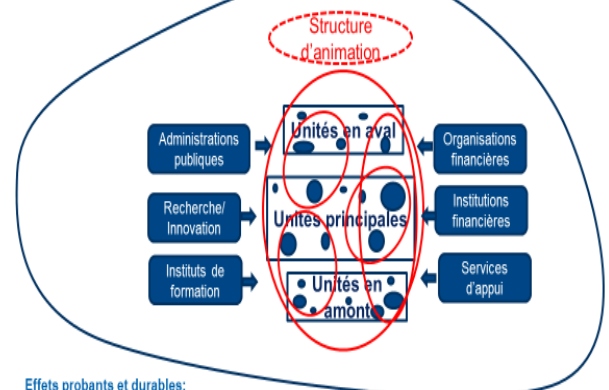 Structure
d'animation
Unités en aval
Administrations
publiques
Organisations
financières
Recherche/
Innovation
Unités principales
Institutions
financières
Instituts de
formation
Unités en
amont
Services
d'appui
Effets probants et durables: